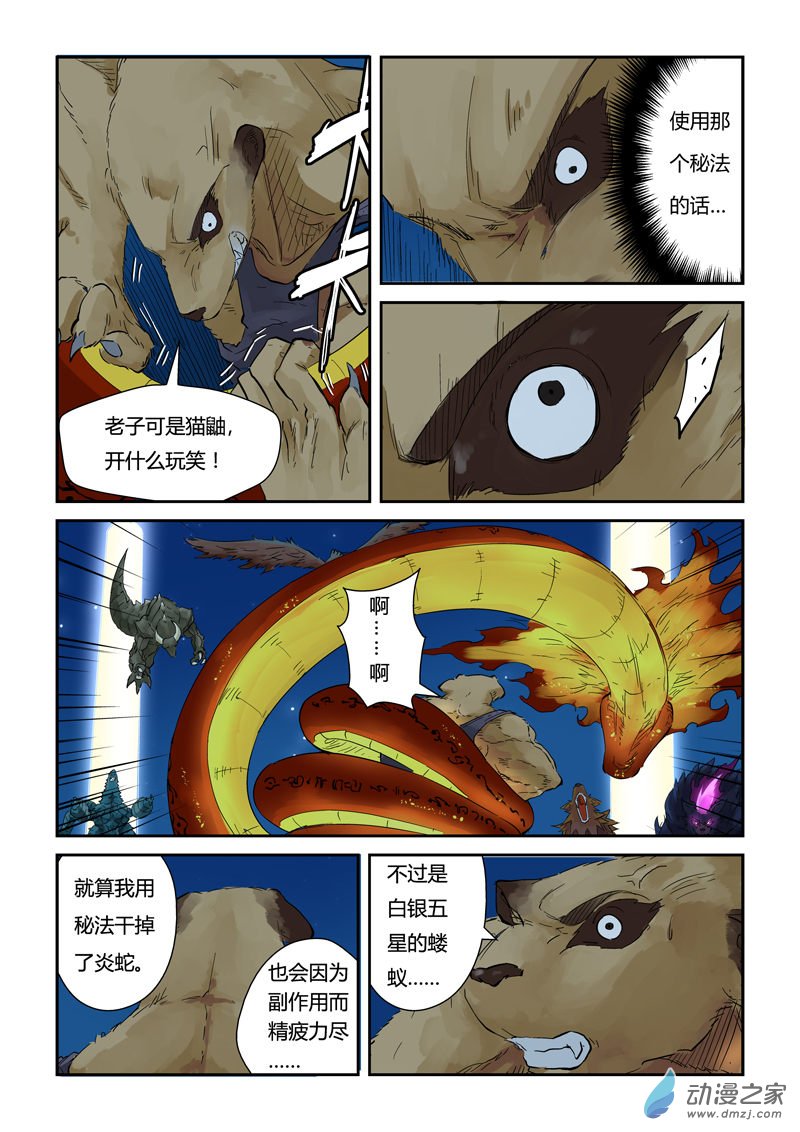 老子可是猫鼬，
开什么玩笑！
使用那
个秘法
的话…
……！
啊
……
啊
就算我用
秘法干掉
了炎蛇。
也会因为
副作用而
精疲力尽
……
不过是
白银五
星的蝼
蚁……
动漫之家
www.dmzj.com